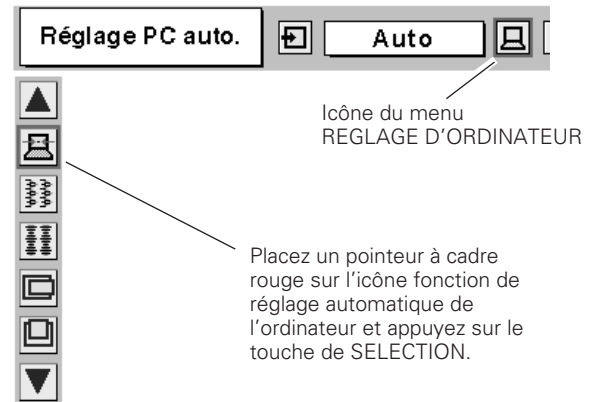 Réglage PC auto.
Auto
Icône du menu
REGLAGE D'ORDINATEUR
Placez un pointeur à cadre
rouge sur l'icône fonction de
réglage automatique de
l'ordinateur et appuyez sur le
touche de SELECTION.